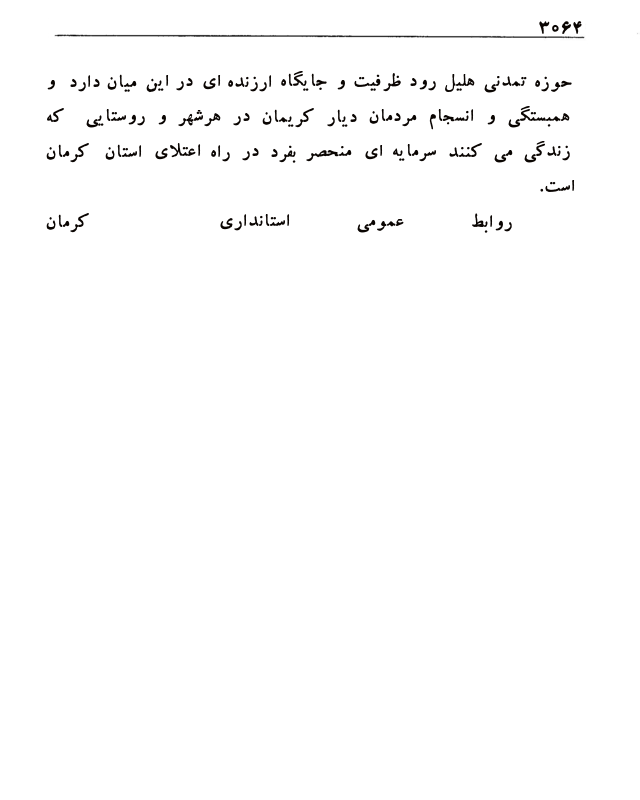 ۳۰۶۴
حوزه تمدنی هلیل رود ظرفیت و جایگاه ارزنده ای در این میان دارد و
همبستگی و انسجام مردمان دیار کریمان در هرشهر و روستایی که
زندگی می کنند سرمایه ای منحصر بفرد در راه اعتلای استان کرمان
است.
روابط عمومی استانداری کرمان